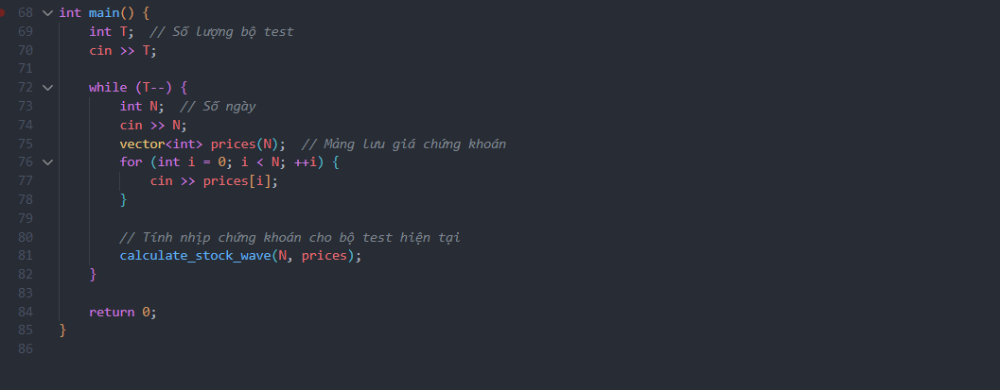 68 int main() {
69 int T; // Số lượng bộ test
70 cin >> T;
71
72 while (T--) {
73 int N; // Số ngày
74 cin >> N;
75 vector<int> prices(N); // Mảng lưu giá chứng khoán
76 for (int i = 0; i < N; ++i) {
77 cin >> prices[i];
78 }
79
80 // Tính nhịp chứng khoán cho bộ test hiện tại
81 calculate_stock_wave(N, prices);
82 }
83
84 return 0;
85 }
86